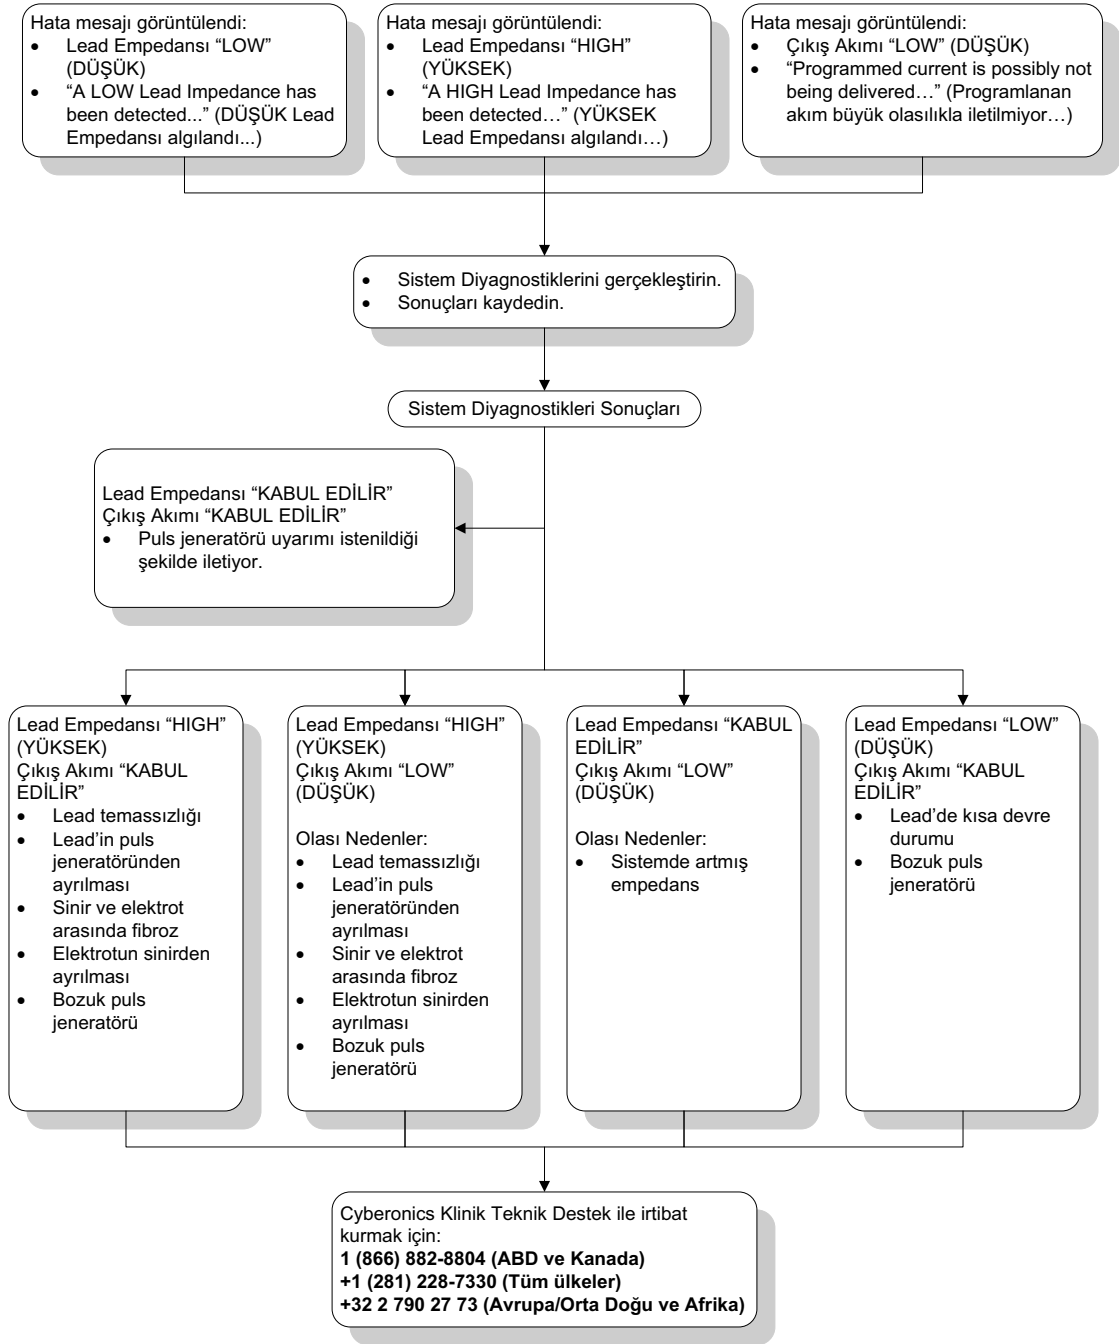 Hata mesajı görüntülendi:
• Lead Empedansı “LOW”
(DÜŞÜK)
• “A LOW Lead Impedance has
been detected...” (DÜŞÜK Lead
Empedansı algılandı...)
Hata mesajı görüntülendi:
• Lead Empedansı “HIGH”
(YÜKSEK)
• “A HIGH Lead Impedance has
been detected…” (YÜKSEK
Lead Empedansı algılandı…)
Hata mesajı görüntülendi:
• Çıkış Akımı “LOW” (DÜŞÜK)
• “Programmed current is possibly not
being delivered…” (Programlanan
akım büyük olasılıkla iletilmiyor…)
• Sistem Diyagnostiklerini gerçekleştirin.
• Sonuçları kaydedin.
Sistem Diyagnostikleri Sonuçları
Lead Empedansı “KABUL EDİLİR”
Çıkış Akımı “KABUL EDİLİR”
• Puls jeneratörü uyarımı istenildiği
şekilde iletiyor.
Lead Empedansı “HIGH”
(YÜKSEK)
Çıkış Akımı “KABUL
EDİLİR”
• Lead temassızlığı
• Lead’in puls
jeneratöründen
ayrılması
• Sinir ve elektrot
arasında fibroz
• Elektrotun sinirden
ayrılması
• Bozuk puls
jeneratörü
Lead Empedansı “HIGH”
(YÜKSEK)
Çıkış Akımı “LOW”
(DÜŞÜK)
Olası Nedenler:
• Lead temassızlığı
• Lead’in puls
jeneratöründen
ayrılması
• Sinir ve elektrot
arasında fibroz
• Elektrotun sinirden
ayrılması
• Bozuk puls
jeneratörü
Lead Empedansı “KABUL
EDİLİR”
Çıkış Akımı “LOW”
(DÜŞÜK)
Olası Nedenler:
• Sistemde artmış
empedans
Lead Empedansı “LOW”
(DÜŞÜK)
Çıkış Akımı “KABUL
EDİLİR”
• Lead’de kısa devre
durumu
• Bozuk puls
jeneratörü
Cyberonics Klinik Teknik Destek ile irtibat
kurmak için:
1 (866) 882-8804 (ABD ve Kanada)
+1 (281) 228-7330 (Tüm ülkeler)
+32 2 790 27 73 (Avrupa/Orta Doğu ve Afrika)